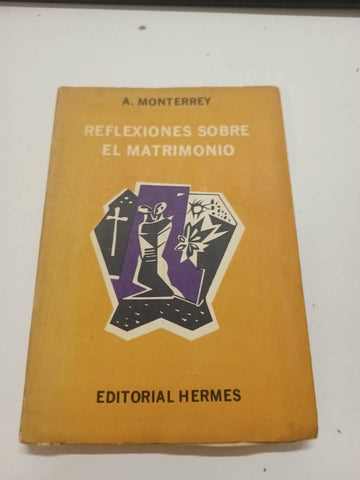 A. MONTERREY
REFLEXIONES SOBRE
EL MATRIMONIO
EDITORIAL HERMES